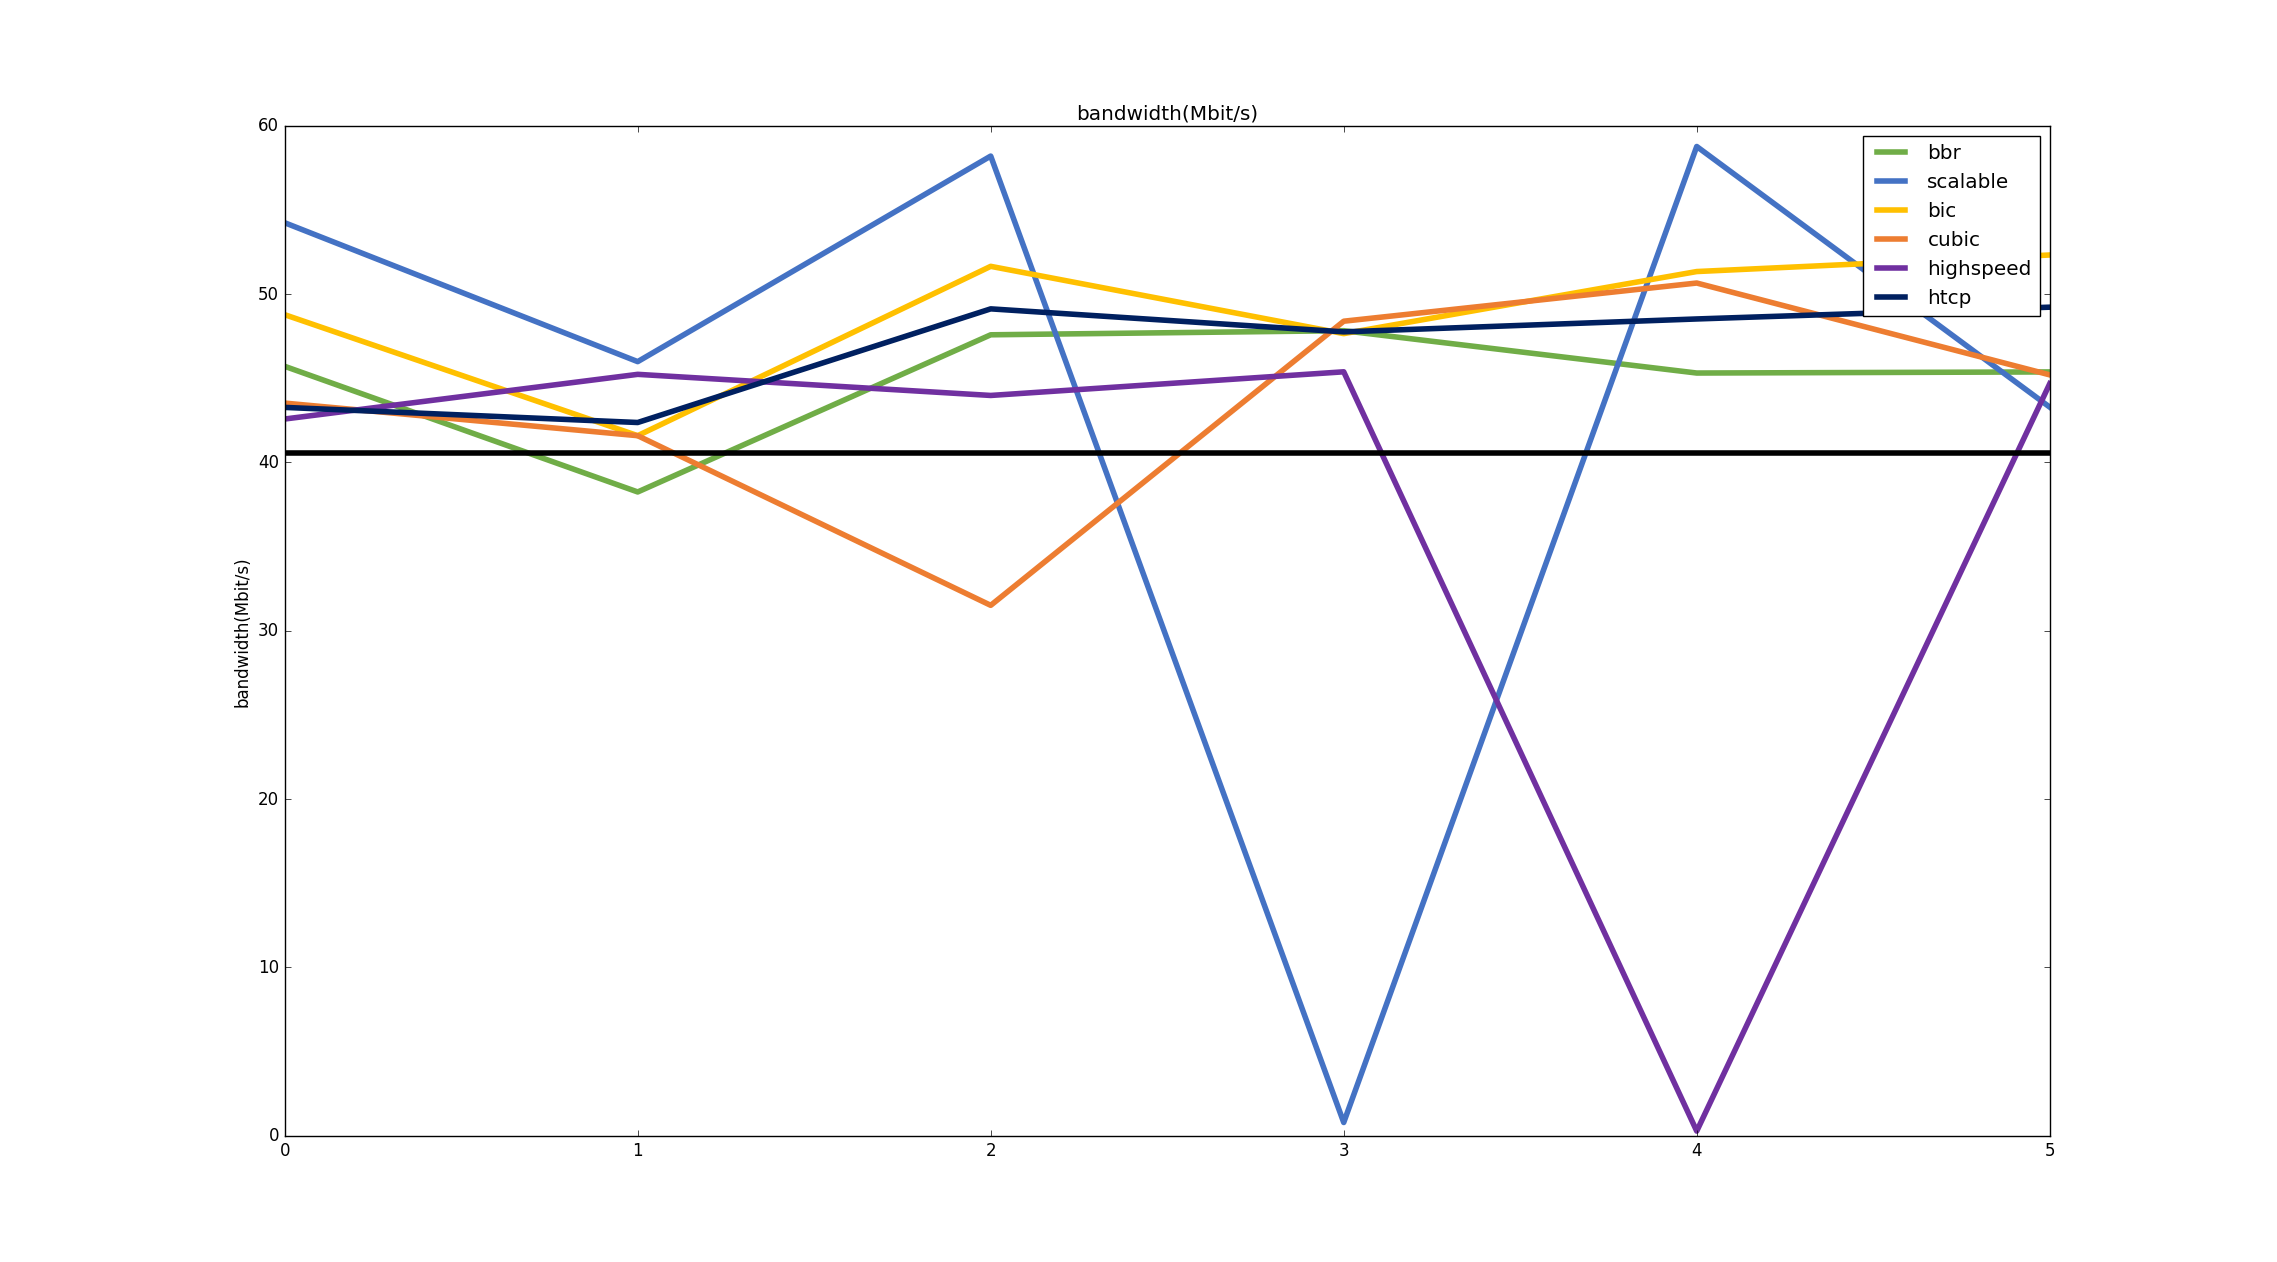 bandwidth(Mbit/s)
60
50
40
30
20
10
0
bandwidth(Mbit/s)
0 1 2 3 4 5
bbr
scalable
bic
cubic
highspeed
htcp